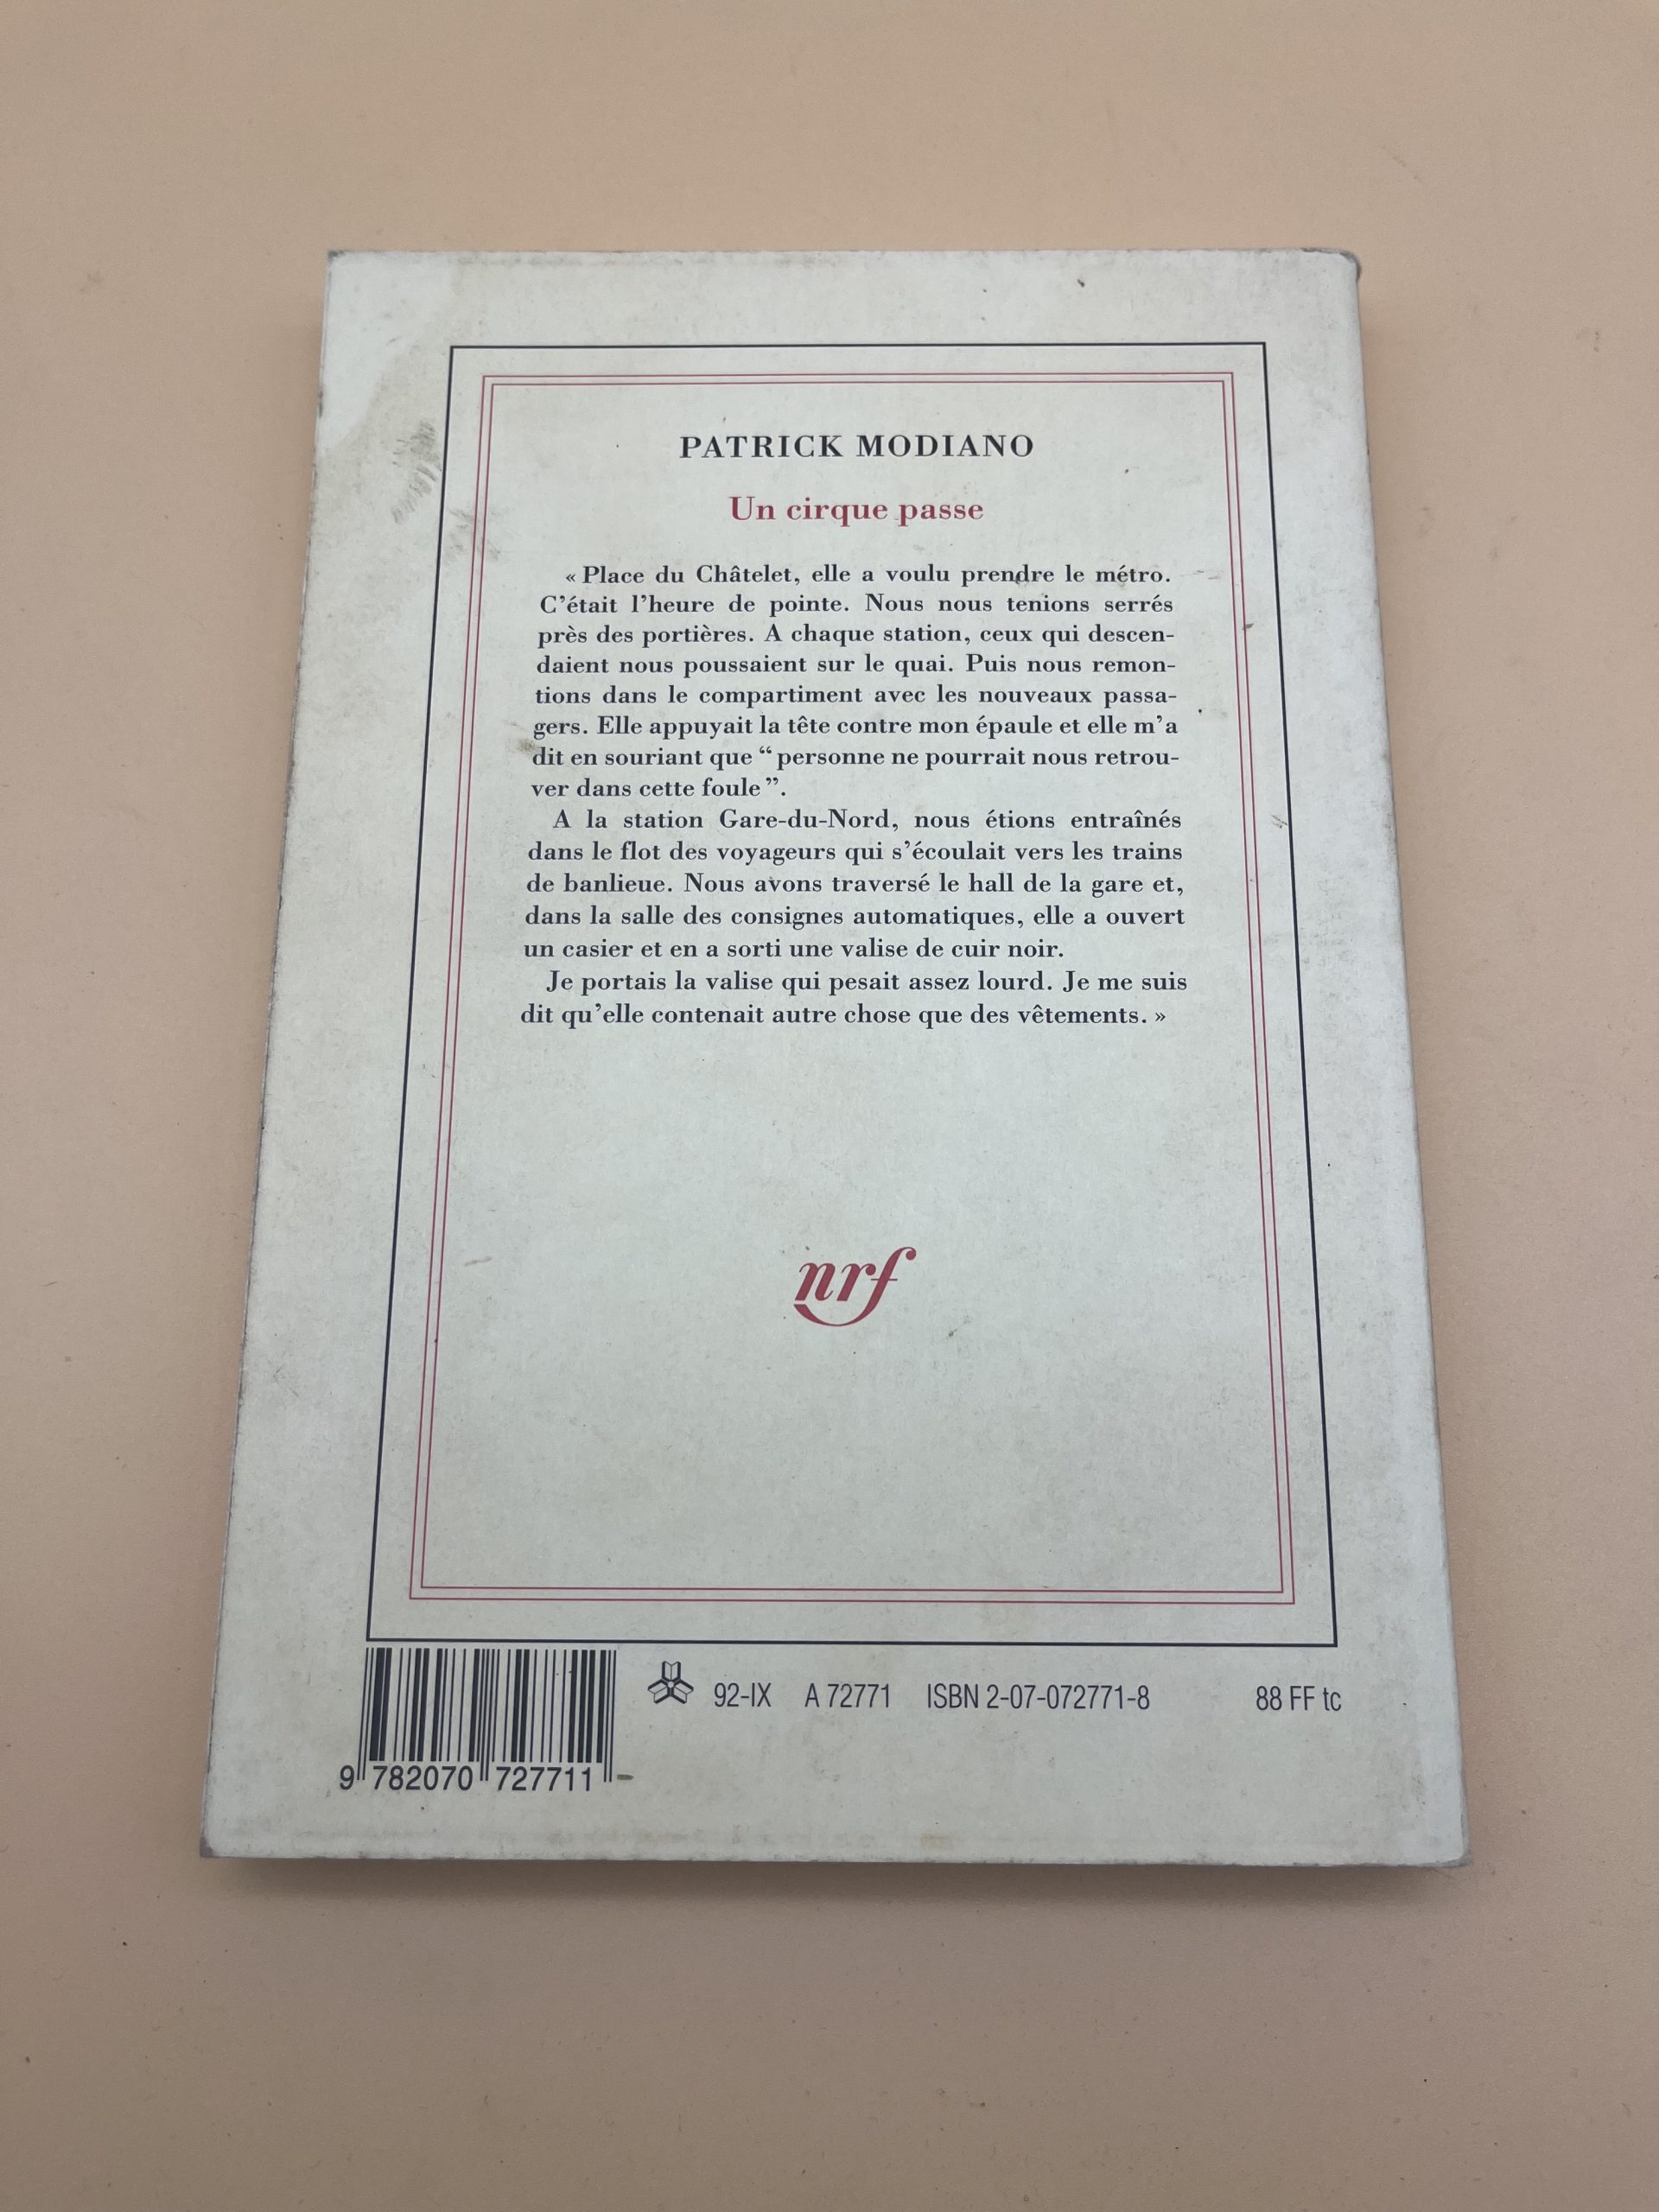 PATRICK MODIANO
Un cirque passe
« Place du Châtelet, elle a voulu prendre le métro.
C’était l’heure de pointe. Nous nous tenions serrés
près des portières. A chaque station, ceux qui descen-
daient nous poussaient sur le quai. Puis nous remon-
tions dans le compartiment avec les nouveaux passa-
gers. Elle appuyait la tête contre mon épaule et elle m’a
dit en souriant que “ personne ne pourrait nous retrou-
ver dans cette foule ”.
A la station Gare-du-Nord, nous étions entraînés
dans le flot des voyageurs qui s’écoulait vers les trains
de banlieue. Nous avons traversé le hall de la gare et,
dans la salle des consignes automatiques, elle a ouvert
un casier et en a sorti une valise de cuir noir.
Je portais la valise qui pesait assez lourd. Je me suis
dit qu’elle contenait autre chose que des vêtements. »
nrf
92-IX A 72771 ISBN 2-07-072771-8 88 FF tc
9 782070 727711